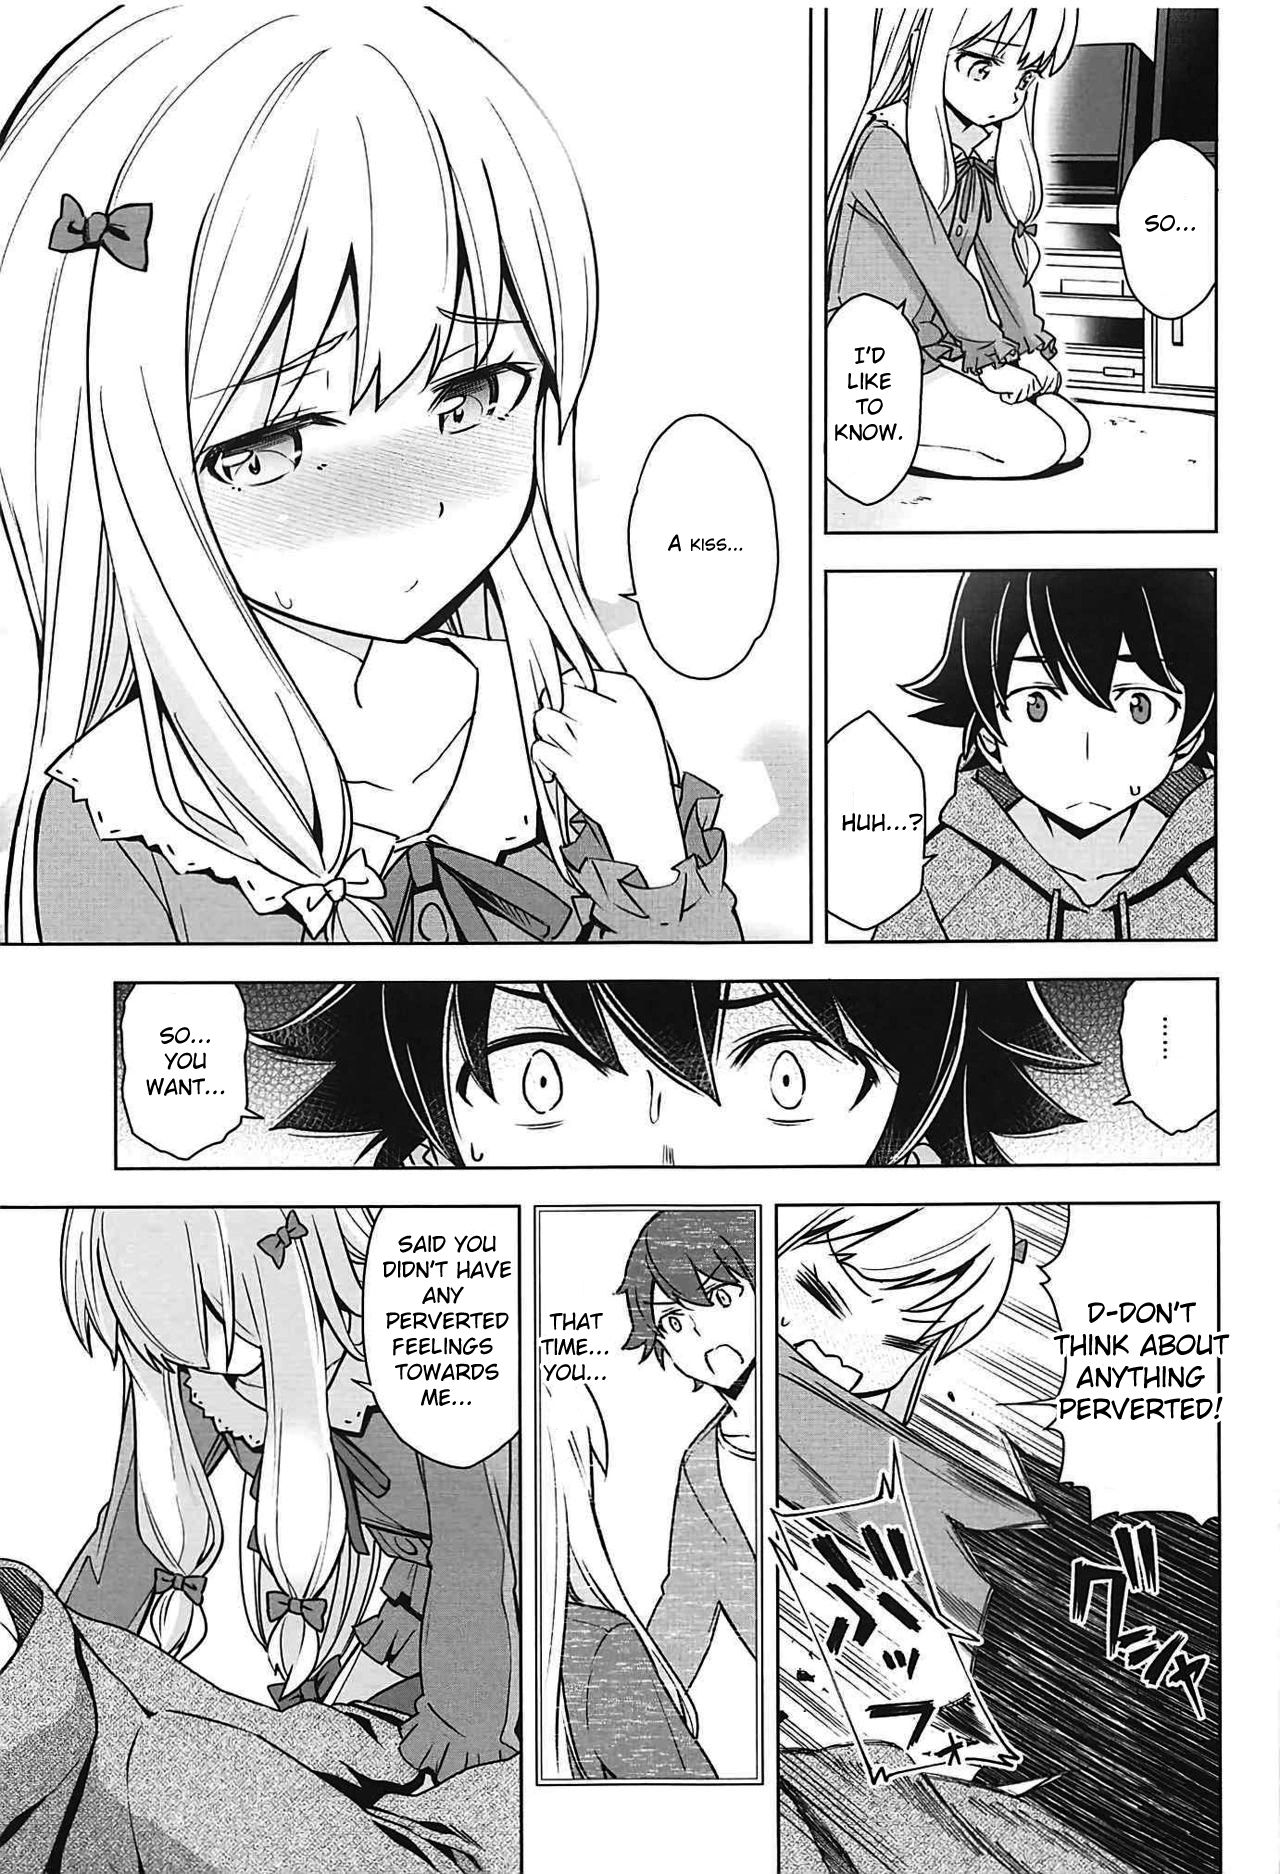 SO...
I'D
LIKE
TO
KNOW.
HUH...?
A KISS...
......
SO...
YOU
WANT...
D-DON'T
THINK ABOUT
ANYTHING
PERVERTED!
THAT
TIME...
YOU...
SAID YOU
DIDN'T HAVE
ANY
PERVERTED
FEELINGS
TOWARDS
ME...